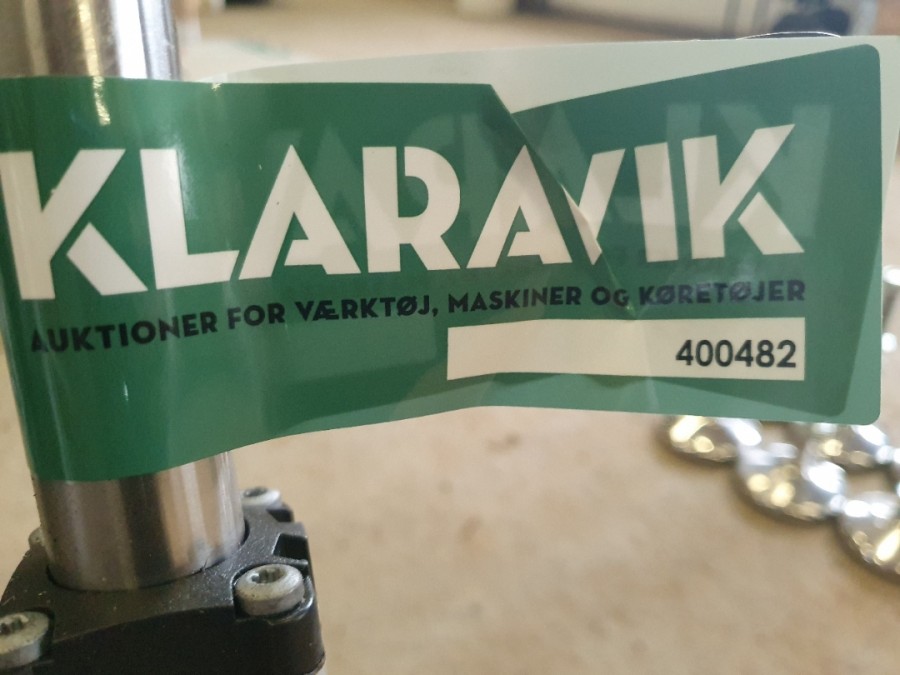 KLARAVIK
AUKTIONER FOR VÆRKTØJ, MASKINER OG KØRETØJER
400482